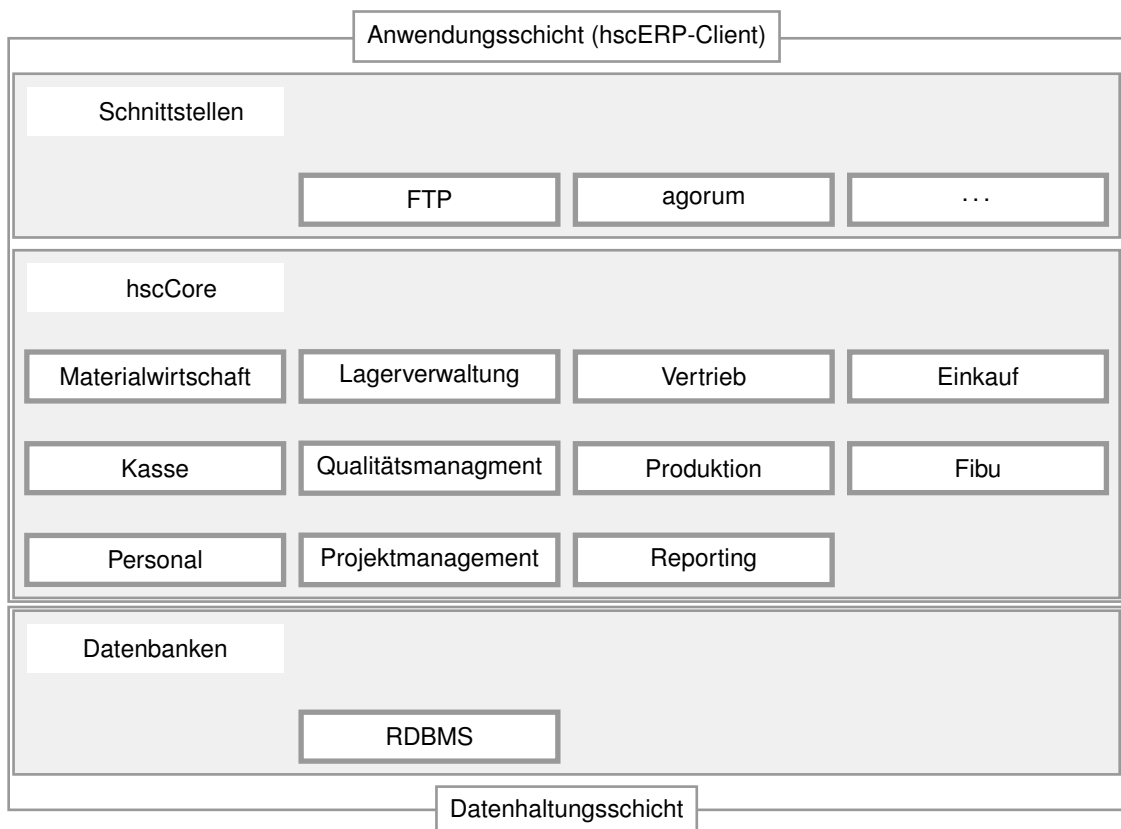 Anwendungsschicht (hscERP-Client)
Schnittstellen
FTP
agorum
...
hscCore
Materialwirtschaft
Lagerverwaltung
Vertrieb
Einkauf
Kasse
Qualitätsmanagment
Produktion
Fibu
Personal
Projektmanagement
Reporting
Datenbanken
RDBMS
Datenhaltungsschicht